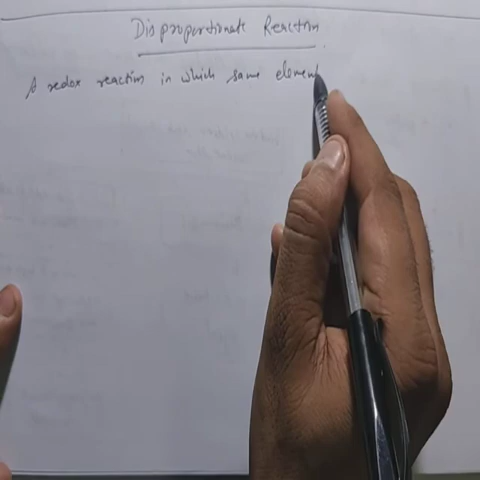 Disproportionate Reaction
A redox reaction in which same element